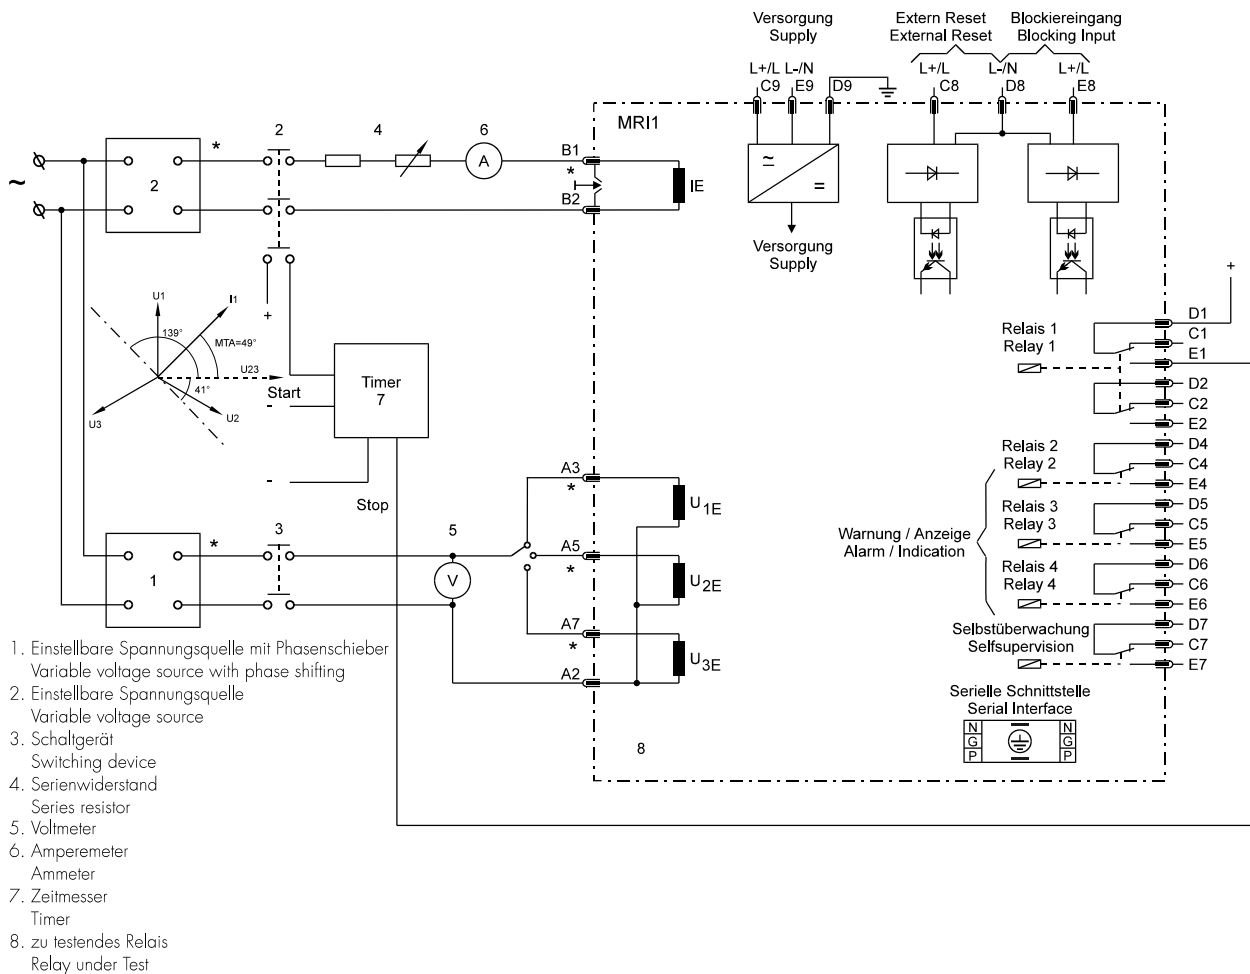 Versorgung
Supply
Extern Reset
External Reset
Blockiereingang
Blocking Input
L+/L L-/N
C9 E9 D9
L+/L L-/N L+/L
C8 D8 E8
MRI1
~
2
*
2
4
6
A
B1
*
B2
IE
≃
=
Versorgung
Supply
+
+
U1
I1
139°
MTA=49°
U23
41°
U2
U3
Start
-
-
Timer
7
Stop
Relais 1
Relay 1
D1
C1
E1
D2
C2
E2
Relais 2
Relay 2
D4
C4
E4
Relais 3
Relay 3
D5
C5
E5
Warnung / Anzeige
Alarm / Indication
Relais 4
Relay 4
D6
C6
E6
Selbstüberwachung
Selfsupervision
D7
C7
E7
Serielle Schnittstelle
Serial Interface
N N
G G
P P
1
*
3
5
V
A3
*
U1E
A5
*
U2E
A7
*
U3E
A2
8
1. Einstellbare Spannungsquelle mit Phasenschieber
Variable voltage source with phase shifting
2. Einstellbare Spannungsquelle
Variable voltage source
3. Schaltgerät
Switching device
4. Serienwiderstand
Series resistor
5. Voltmeter
6. Amperemeter
Ammeter
7. Zeitmesser
Timer
8. zu testendes Relais
Relay under Test